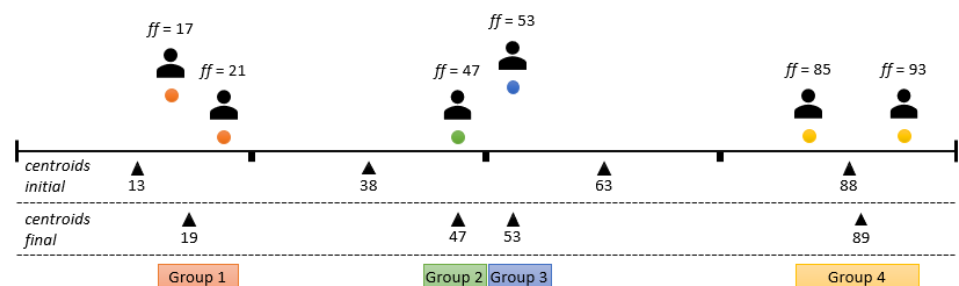 ff = 53
ff = 17
ff = 21
ff = 47
ff = 85
ff = 93
centroids
initial
13
38
63
88
centroids
final
19
47
53
89
Group 1
Group 2
Group 3
Group 4